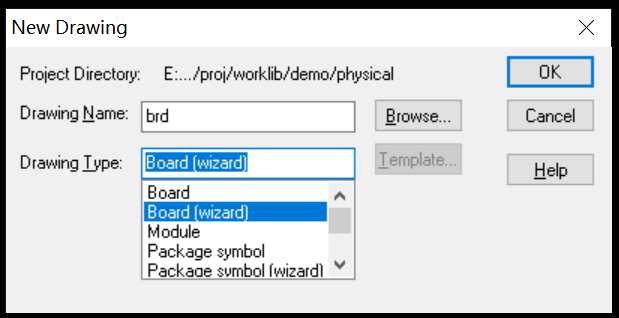 New Drawing
Project Directory: E:.../proj/worklib/demo/physical
OK
Drawing Name: brd
Browse...
Cancel
Drawing Type: Board (wizard)
Template...
Help
Board
Board (wizard)
Module
Package symbol
Package symbol (wizard)